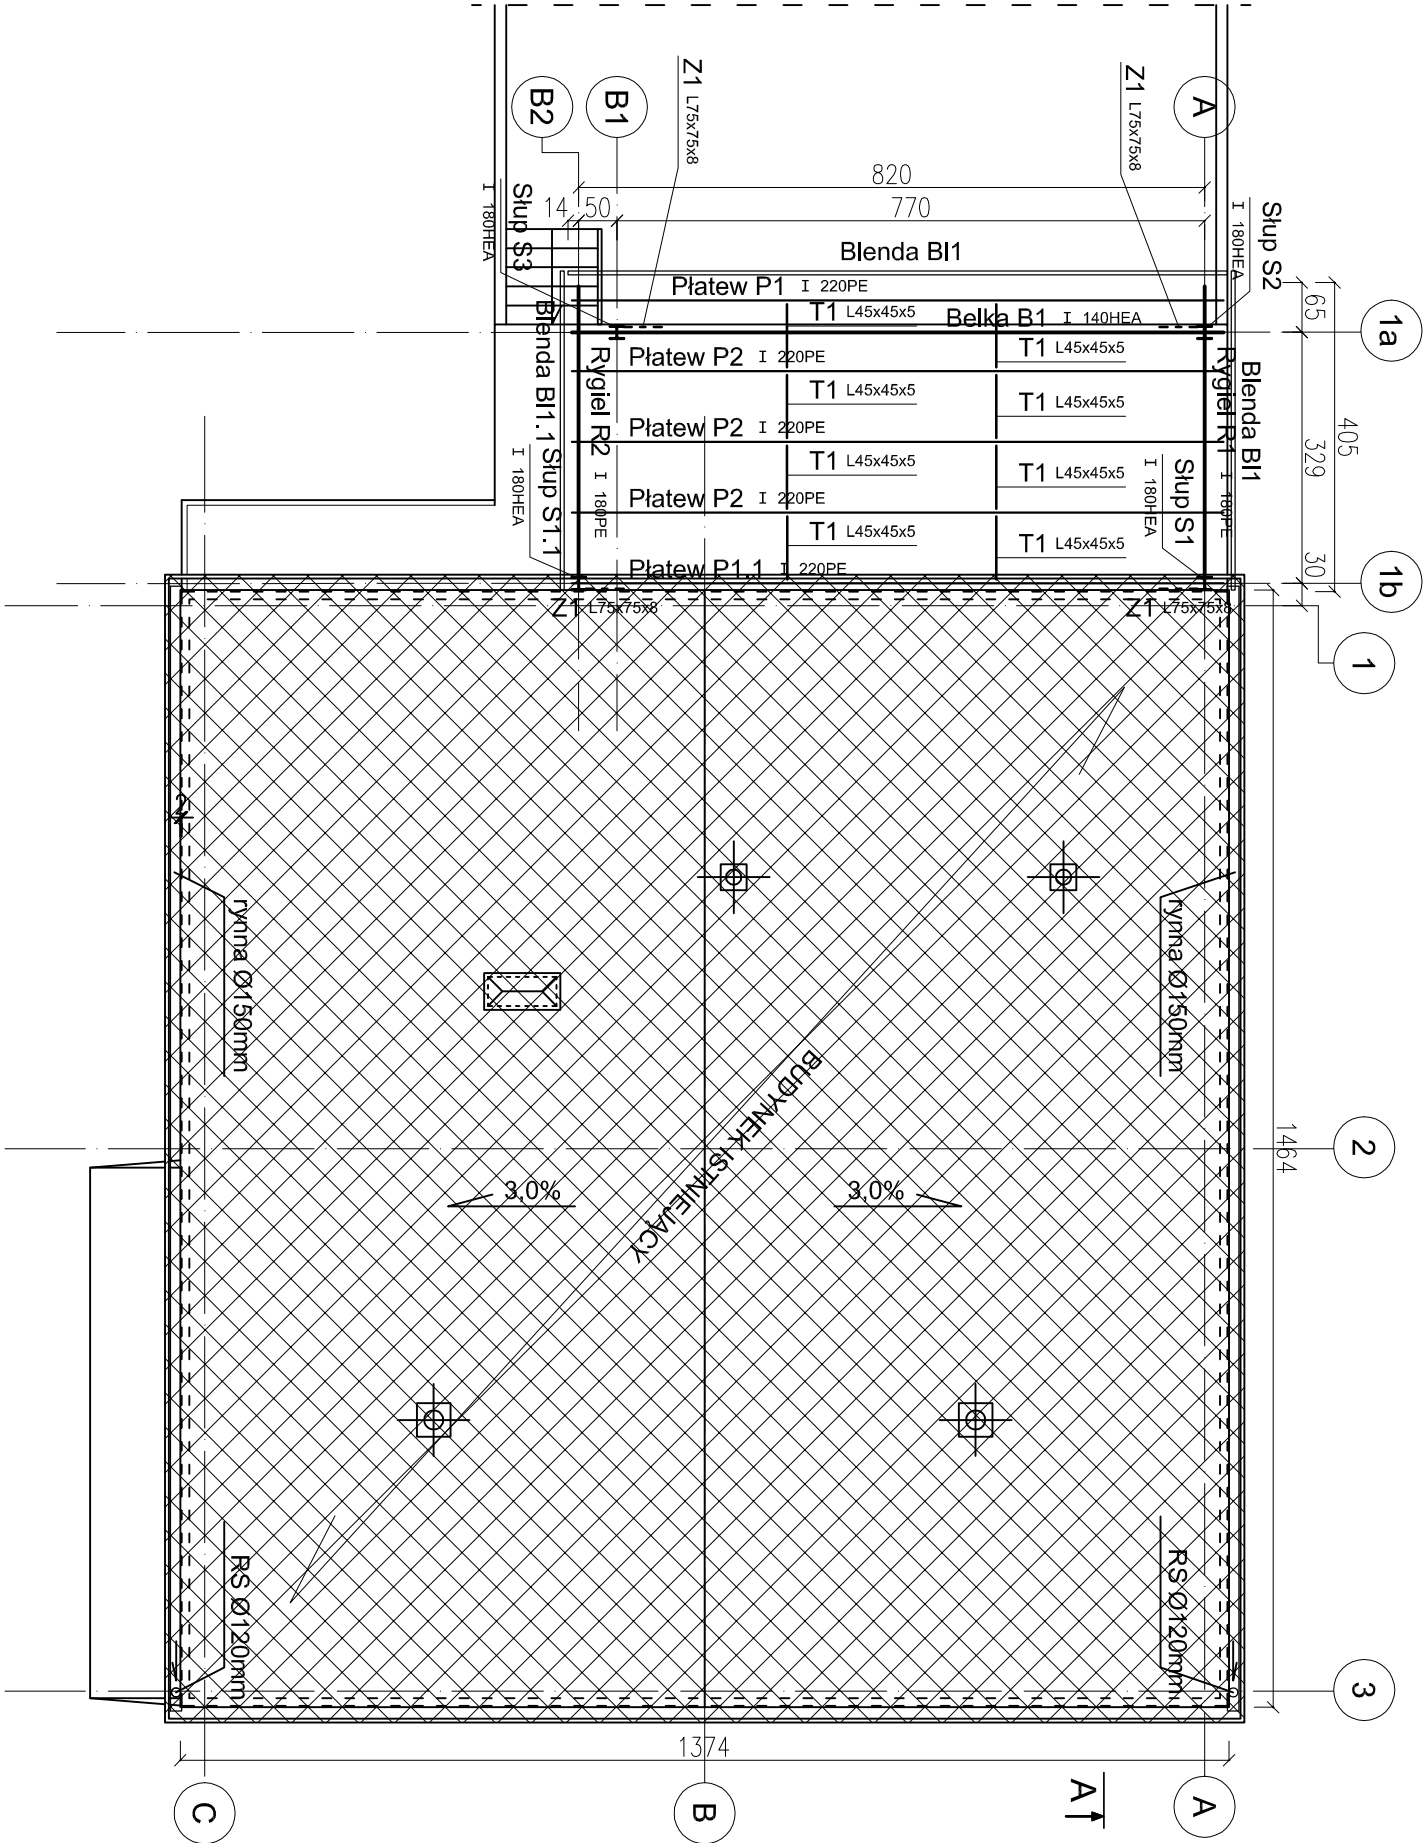 B2
B1
A
Z1 L75x75x8
Z1 L75x75x8
820
14
50
770
Słup S3
I 180HEA
Słup S2
I 180HEA
Blenda Bl1
Płatew P1 I 220PE
T1 L45x45x5
Belka B1 I 140HEA
65
1a
Płatew P2 I 220PE
T1 L45x45x5
T1 L45x45x5
T1 L45x45x5
Płatew P2 I 220PE
T1 L45x45x5
T1 L45x45x5
Płatew P2 I 220PE
T1 L45x45x5
T1 L45x45x5
Płatew P1.1 I 220PE
Blenda Bl1.1
Rygiel R2 I 180PE
Słup S1.1
I 180HEA
Rygiel R1 I 180PE
Blenda Bl1
Słup S1
I 180HEA
405
329
30
1b
Z1 L75x75x8
Z1 L75x75x8
1
2
rynna Ø150mm
rynna Ø150mm
BUDYNEK ISTNIEJĄCY
1464
2
3,0%
3,0%
RS Ø120mm
RS Ø120mm
3
1374
A
C
B
A